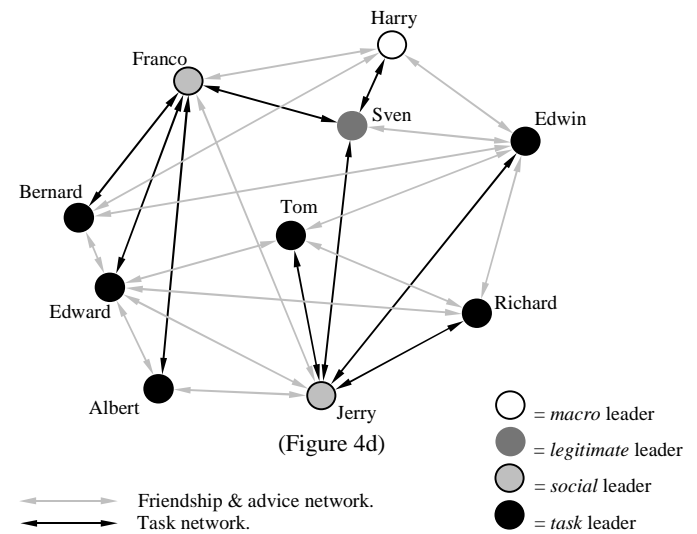 Harry
Franco
Sven
Edwin
Bernard
Tom
Edward
Richard
Albert
Jerry
(Figure 4d)
= macro leader
= legitimate leader
= social leader
= task leader
Friendship & advice network.
Task network.